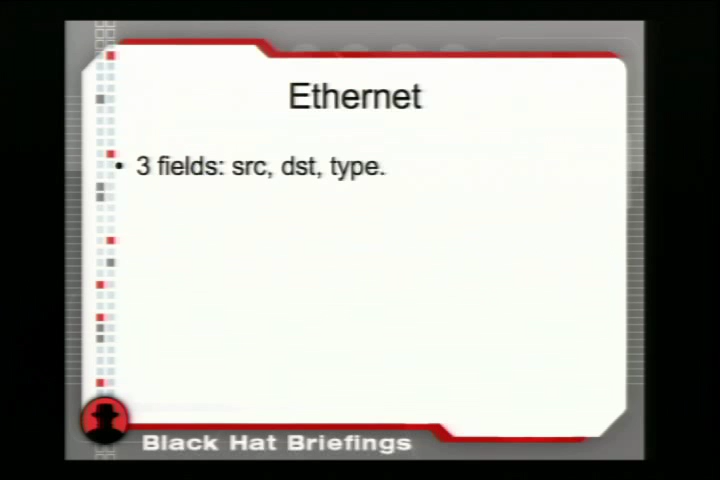 Ethernet
• 3 fields: src, dst, type.
Black Hat Briefings